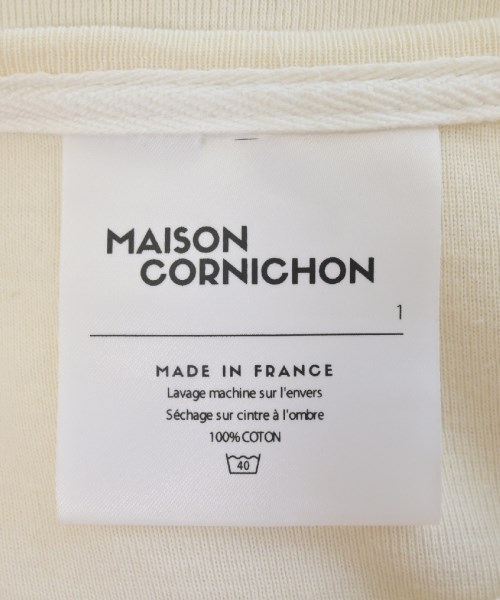 MAISON
CORNICHON
1
MADE IN FRANCE
Lavage machine sur l'envers
Séchage sur cintre à l'ombre
100% COTON
40